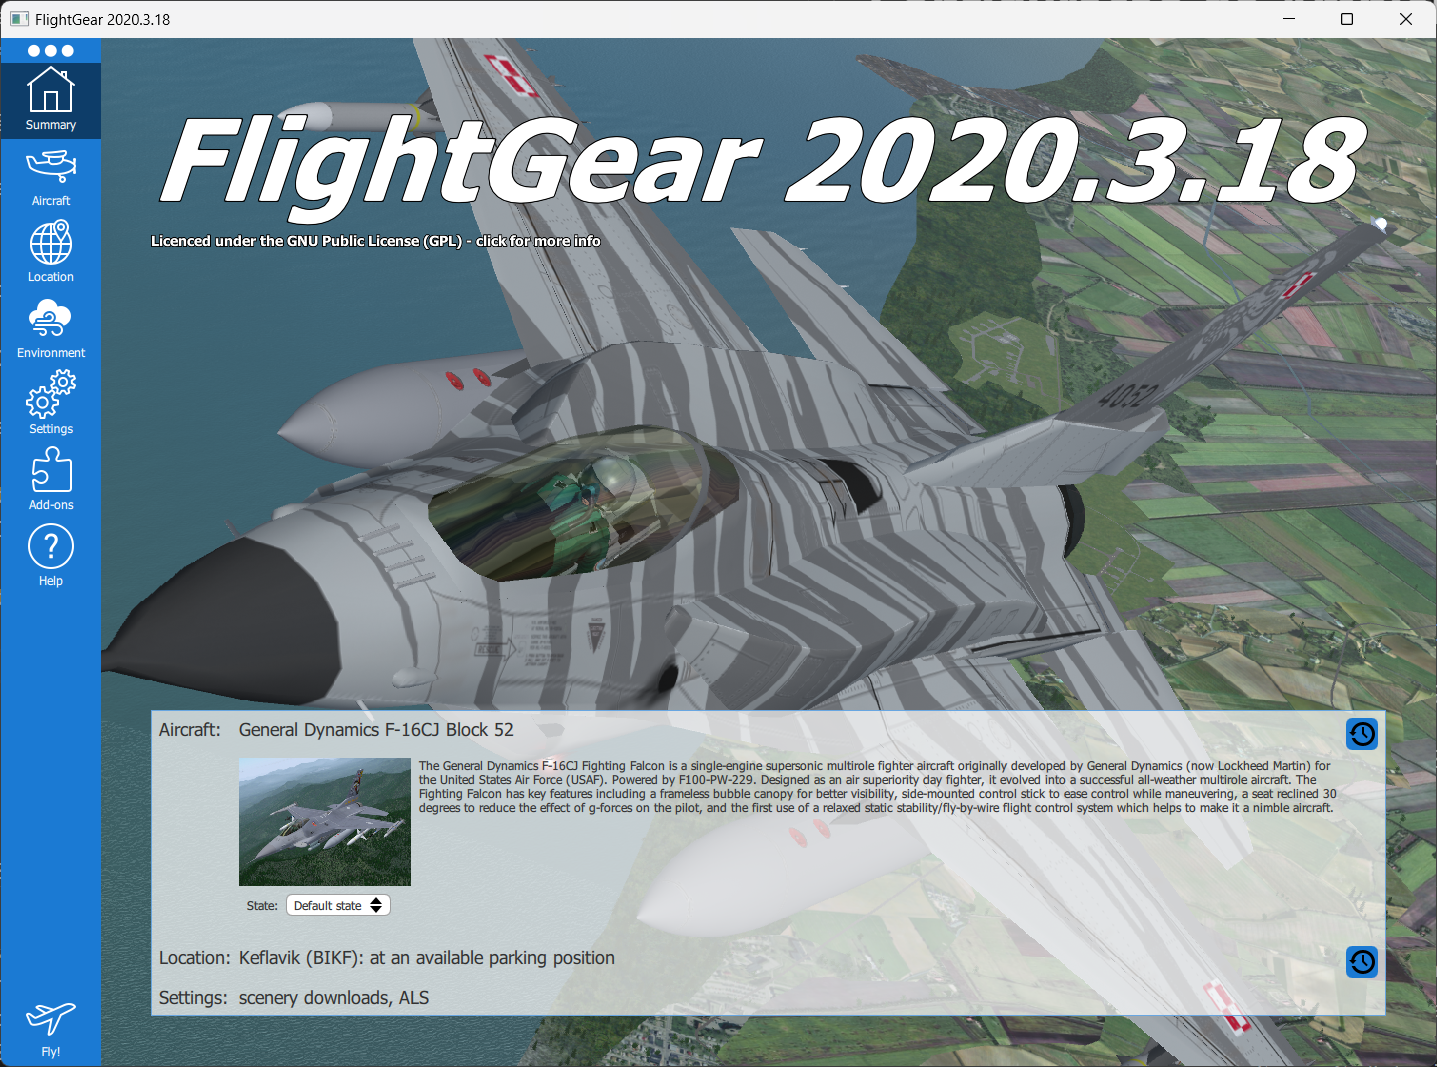 FlightGear 2020.3.18
Summary
Aircraft
Location
Environment
Settings
Add-ons
?
Help
Fly!
FlightGear 2020.3.18
Licenced under the GNU Public License (GPL) - click for more info
4052
RESCUE
Aircraft: General Dynamics F-16CJ Block 52
The General Dynamics F-16CJ Fighting Falcon is a single-engine supersonic multirole fighter aircraft originally developed by General Dynamics (now Lockheed Martin) for
the United States Air Force (USAF). Powered by F100-PW-229. Designed as an air superiority day fighter, it evolved into a successful all-weather multirole aircraft. The
Fighting Falcon has key features including a frameless bubble canopy for better visibility, side-mounted control stick to ease control while maneuvering, a seat reclined 30
degrees to reduce the effect of g-forces on the pilot, and the first use of a relaxed static stability/fly-by-wire flight control system which helps to make it a nimble aircraft.
State: Default state
Location: Keflavik (BIKF): at an available parking position
Settings: scenery downloads, ALS